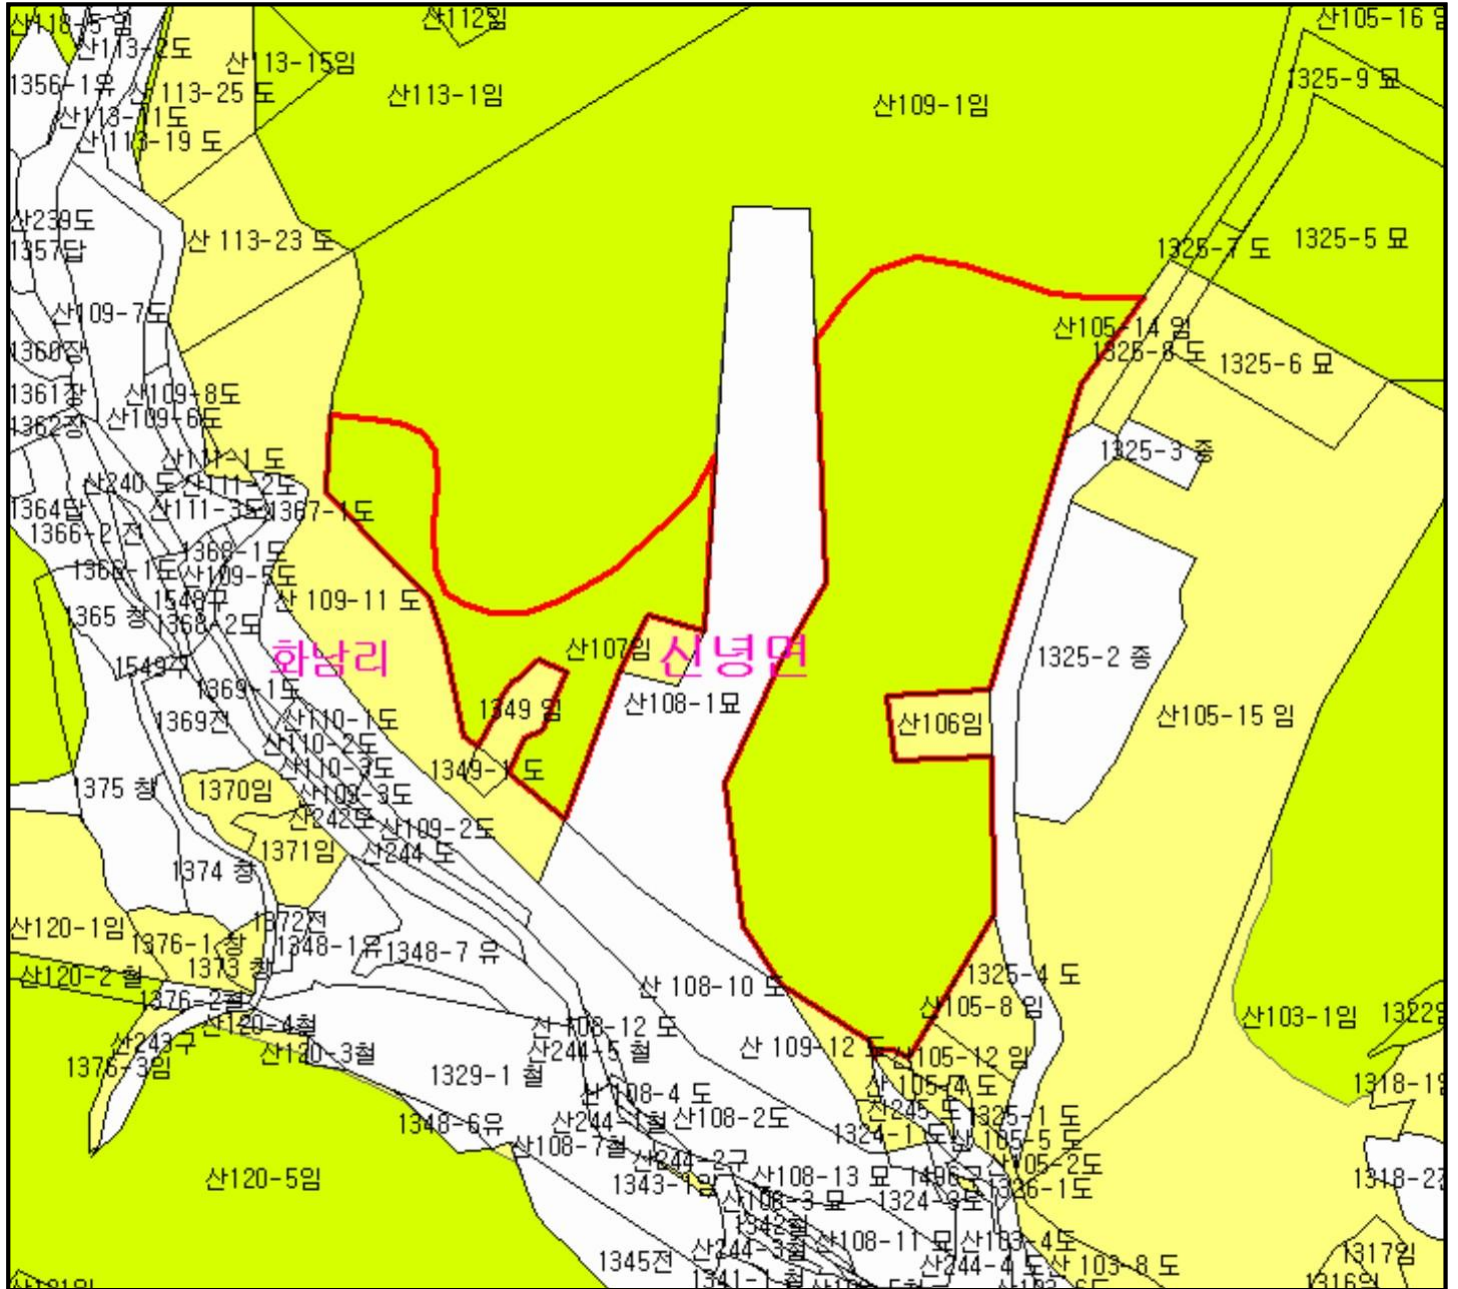 산118-5 임
산112임
산105-16 임
산113-2도
산113-15임
1356-1유
산 113-25 도
산113-1임
1325-9 묘
산109-1임
산113-11도
산113-19 도
산239도
산 113-23 도
1325-5 묘
1357답
1325-7 도
산109-7도
산105-14 임
1360장
1325-8 도
1325-6 묘
1361장
산109-8도
산109-6도
1362장
1325-3 종
산111-1 도
산240 도
산111-2도
1364답
산111-3도
1367-1도
1366-2 전
1368-1도
산109-5도
1548구
산 109-11 도
1365 창
1368-2도
화남리
산107임
신녕면
1325-2 종
1549구
1369-1도
산108-1묘
1349 임
1369전
산110-1도
산106임
산105-15 임
산110-2도
산110-3도
1349-1 도
1375 창
1370임
산109-3도
산242도
산109-2도
1371임
산244 도
1374 창
1372전
산120-1임
1376-1 창
1348-1유
1348-7 유
1373 창
산120-2 철
1325-4 도
1376-2철
산 108-10 도
산105-8 임
산103-1임
산120-4철
산 108-12 도
산243구
산120-3철
산244-5 철
산 109-12 도
산105-12 임
1376-3임
1329-1 철
산 105-4 도
산 108-4 도
산245 도
1325-1 도
1348-6유
산244-1철
산108-2도
1324-1 도
산 105-5 도
산108-7철
산244-2구
산105-2도
산120-5임
1343-1임
산108-13 묘
1326-1도
산108-3 묘
1324-3도
1342철
산108-11 묘
산103-4도
1345전
산244-3철
산244-4 도
산 103-8 도
1317임
1341-1 철
1316임